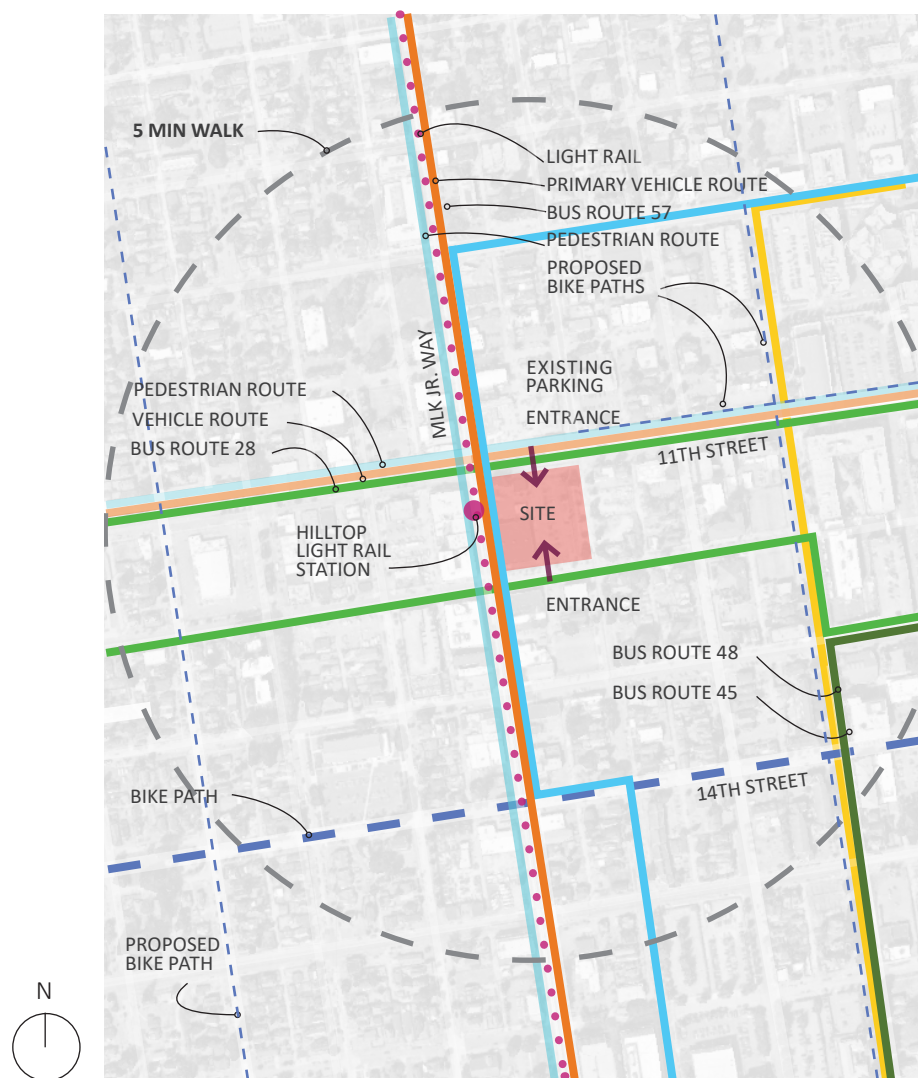 5 MIN WALK
LIGHT RAIL
PRIMARY VEHICLE ROUTE
BUS ROUTE 57
PEDESTRIAN ROUTE
PROPOSED
BIKE PATHS
MLK JR. WAY
EXISTING
PARKING
ENTRANCE
PEDESTRIAN ROUTE
VEHICLE ROUTE
BUS ROUTE 28
11TH STREET
SITE
HILLTOP
LIGHT RAIL
STATION
ENTRANCE
BUS ROUTE 48
BUS ROUTE 45
BIKE PATH
14TH STREET
PROPOSED
BIKE PATH
N